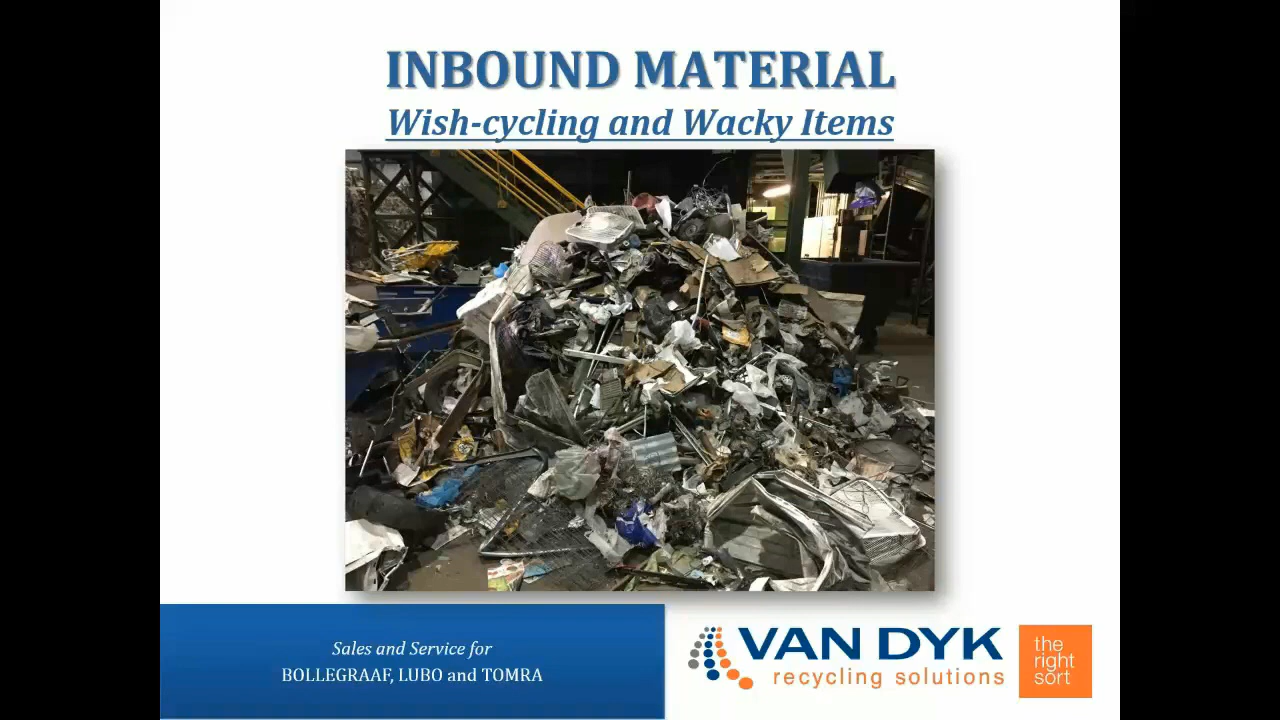 INBOUND MATERIAL
Wish-cycling and Wacky Items
Sales and Service for
BOLLEGRAAF, LUBO and TOMRA
VAN DYK
recycling solutions
the
right
sort